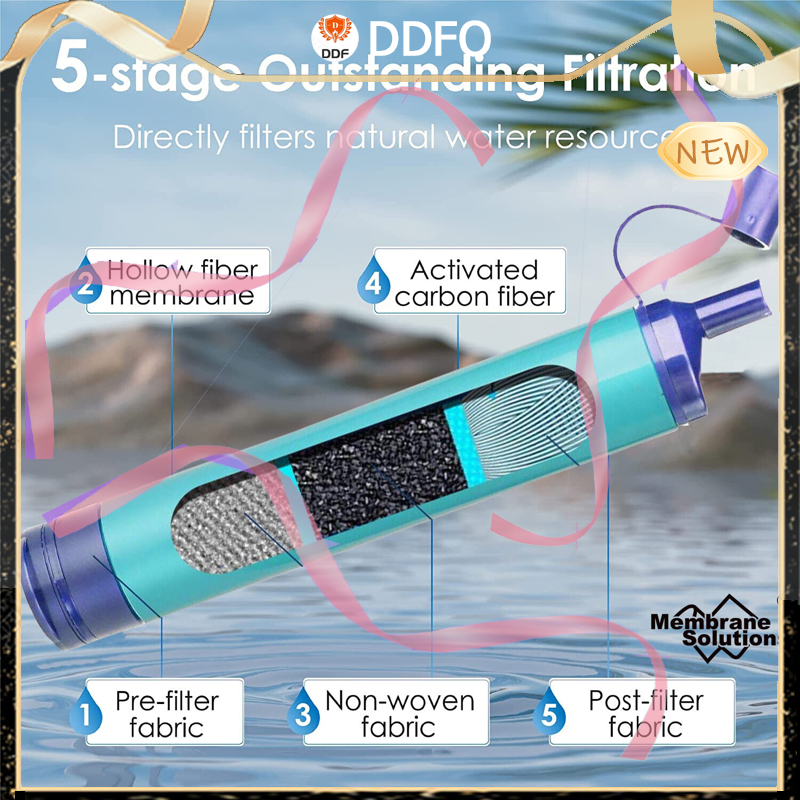 DDF
DDFO
5-stage Outstanding Filtration
Directly filters natural water resource
NEW
2 Hollow fiber
membrane
4 Activated
carbon fiber
Membrane
Solution
1 Pre-filter
fabric
3 Non-woven
fabric
5 Post-filter
fabric